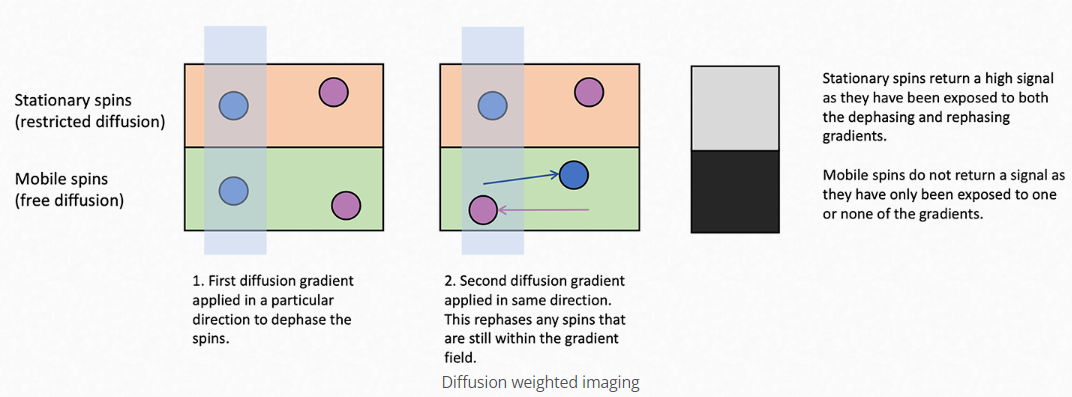 Stationary spins
(restricted diffusion)
Mobile spins
(free diffusion)
1. First diffusion gradient
applied in a particular
direction to dephase the
spins.
2. Second diffusion gradient
applied in same direction.
This rephases any spins that
are still within the gradient
field.
Stationary spins return a high signal
as they have been exposed to both
the dephasing and rephasing
gradients.
Mobile spins do not return a signal as
they have only been exposed to one
or none of the gradients.
Diffusion weighted imaging